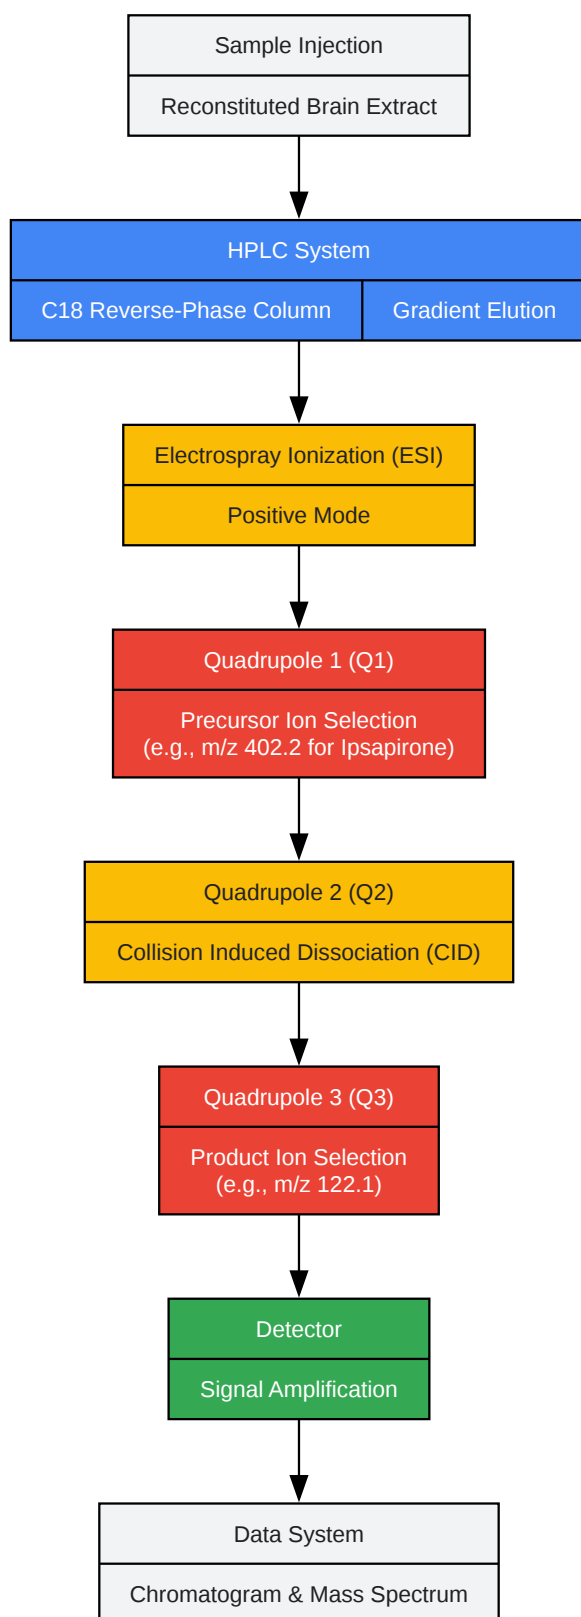 Sample Injection
Reconstituted Brain Extract
HPLC System
C18 Reverse-Phase Column
Gradient Elution
Electrospray Ionization (ESI)
Positive Mode
Quadrupole 1 (Q1)
Precursor Ion Selection
(e.g., m/z 402.2 for Ipsapirone)
Quadrupole 2 (Q2)
Collision Induced Dissociation (CID)
Quadrupole 3 (Q3)
Product Ion Selection
(e.g., m/z 122.1)
Detector
Signal Amplification
Data System
Chromatogram & Mass Spectrum